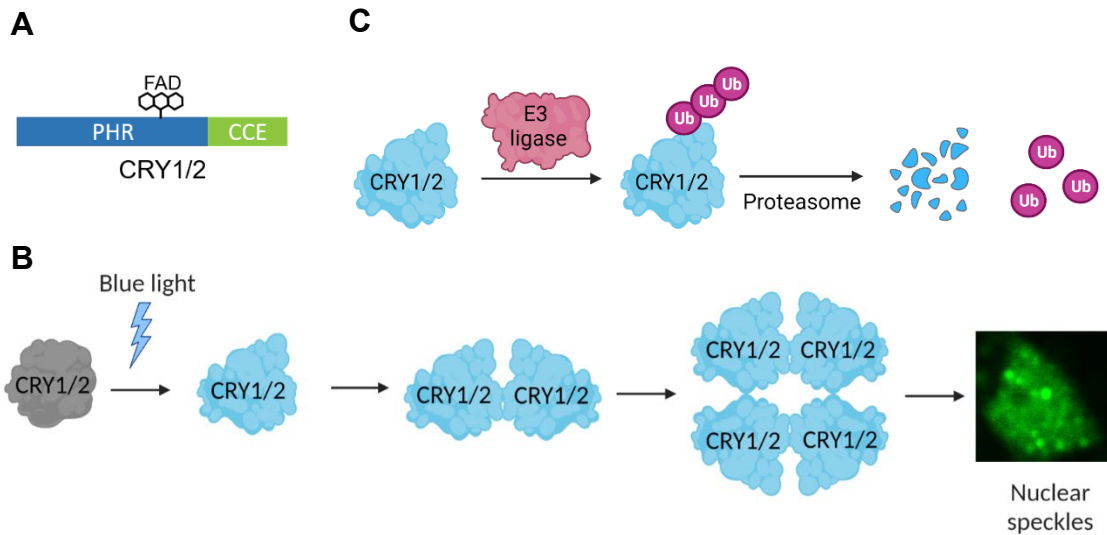 A
FAD
PHR
CCE
CRY1/2
C
CRY1/2
E3
ligase
Ub
Ub
Ub
CRY1/2
Proteasome
Ub
Ub
Ub
B
Blue light
CRY1/2
CRY1/2
CRY1/2
CRY1/2
CRY1/2
CRY1/2
CRY1/2
CRY1/2
Nuclear
speckles